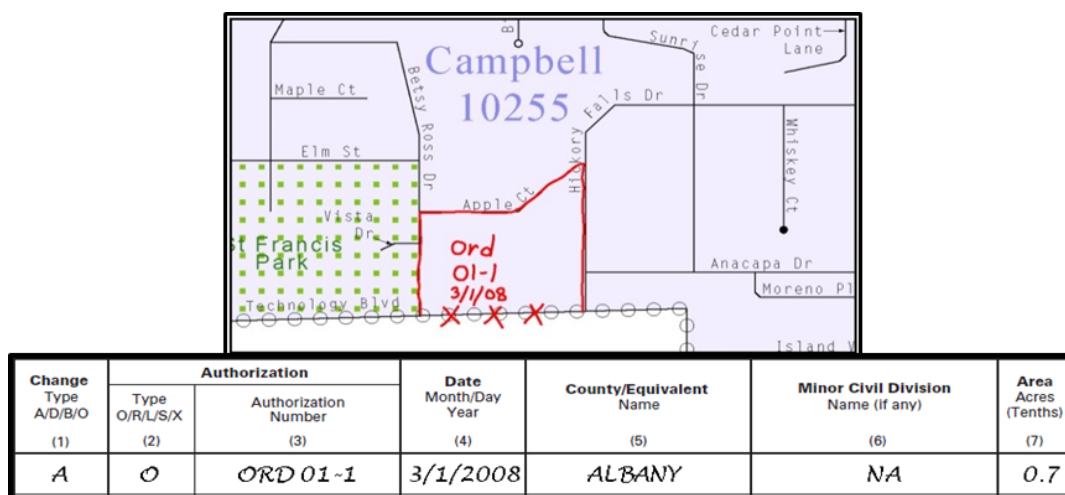 B
Cedar Point
Lane
Sunry
se Dr
Campbell
10255
Betsy Ross Dr
Maple Ct
Hickory Falls Dr
Whiskey Ct
Elm St
Apple Ct
Vista
Dr
St Francis
Park
Ord
01-1
3/1/08
Anacapa Dr
Moreno Pl
Technology Blvd
Island V
Change
Type
A/D/B/O
(1)
Authorization
Type
O/R/L/S/X
(2)
Authorization
Number
(3)
Date
Month/Day
Year
(4)
County/Equivalent
Name
(5)
Minor Civil Division
Name (if any)
(6)
Area
Acres
(Tenths)
(7)
A O ORD 01-1 3/1/2008 ALBANY NA 0.7